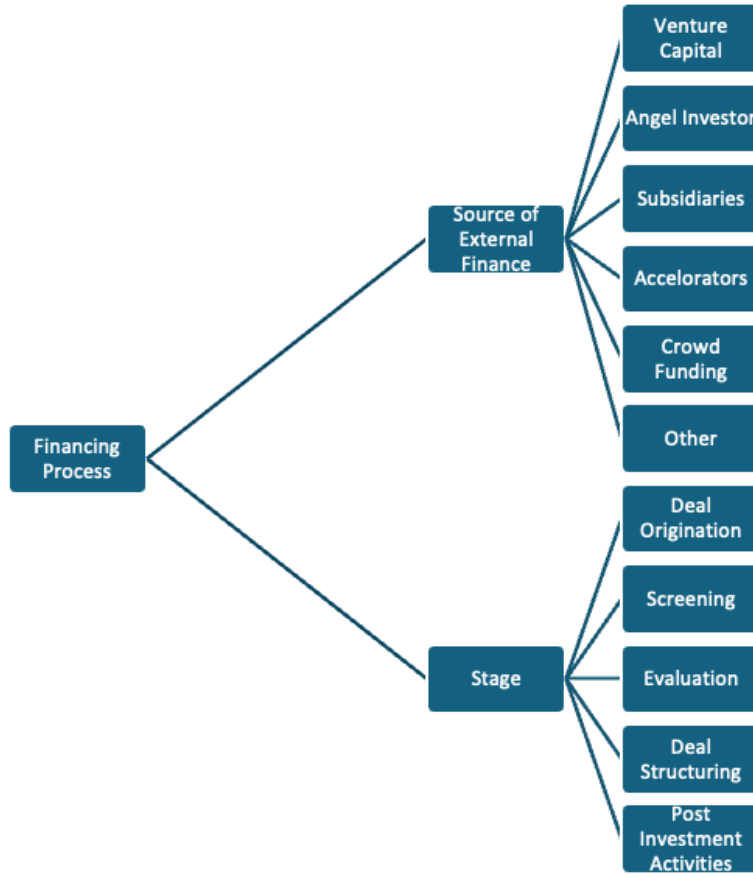 Venture
Capital
Angel Investor
Subsidiaries
Source of
External
Finance
Accelorators
Crowd
Funding
Other
Financing
Process
Deal
Origination
Screening
Stage
Evaluation
Deal
Structuring
Post
Investment
Activities